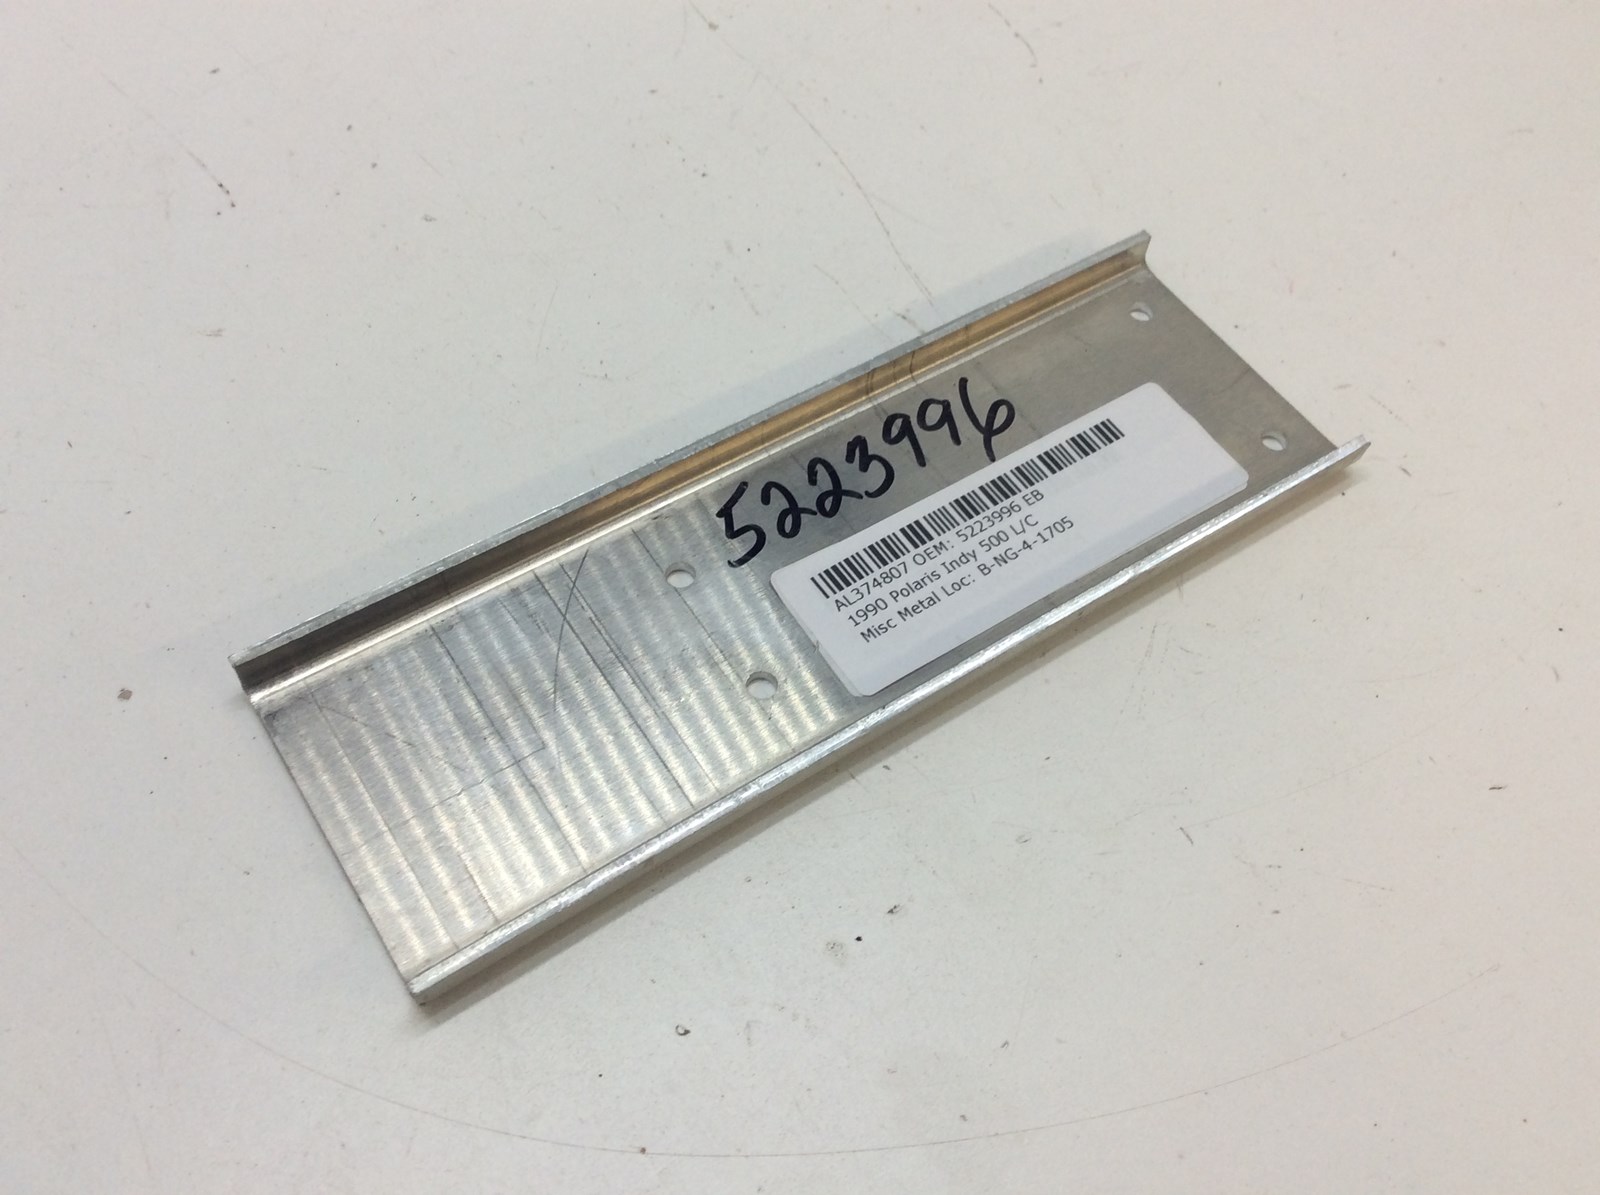 5223996
AL374807 OEM: 5223996 EB
1990 Polaris Indy 500 L/C
Misc Metal Loc: B-NG-4-1705